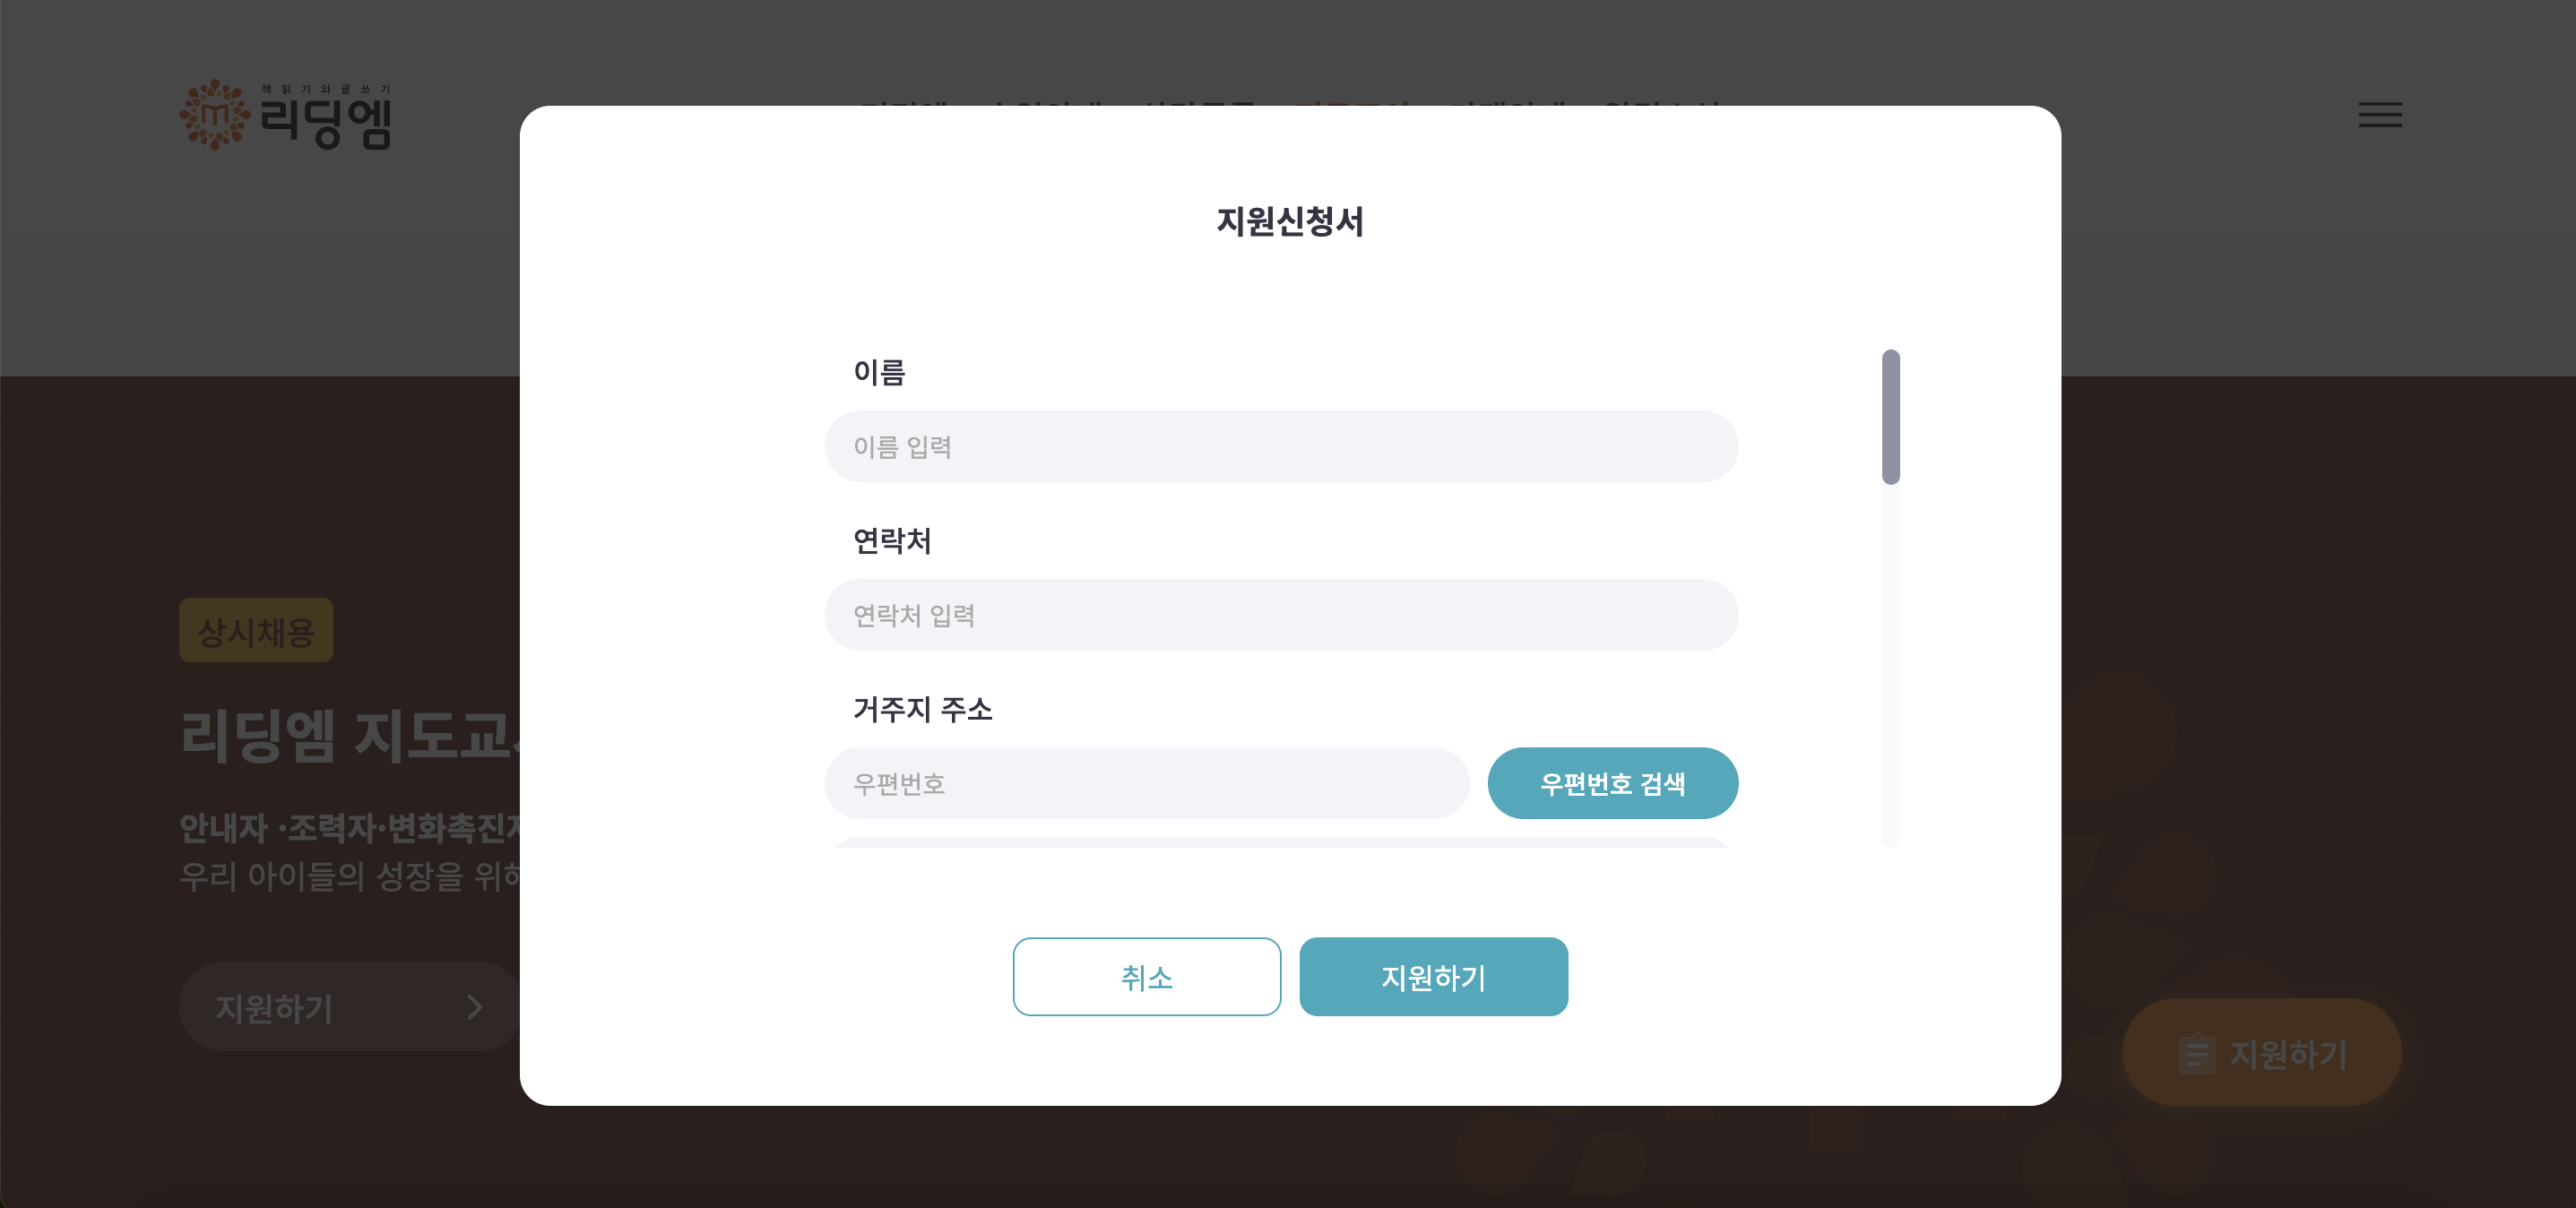 책읽기와글쓰기
리딩엠
지원신청서
이름
이름 입력
연락처
연락처 입력
거주지 주소
우편번호
우편번호 검색
취소
지원하기
상시채용
리딩엠 지도교
안내자 ·조력자·변화촉진
우리 아이들의 성장을 위해
지원하기
지원하기